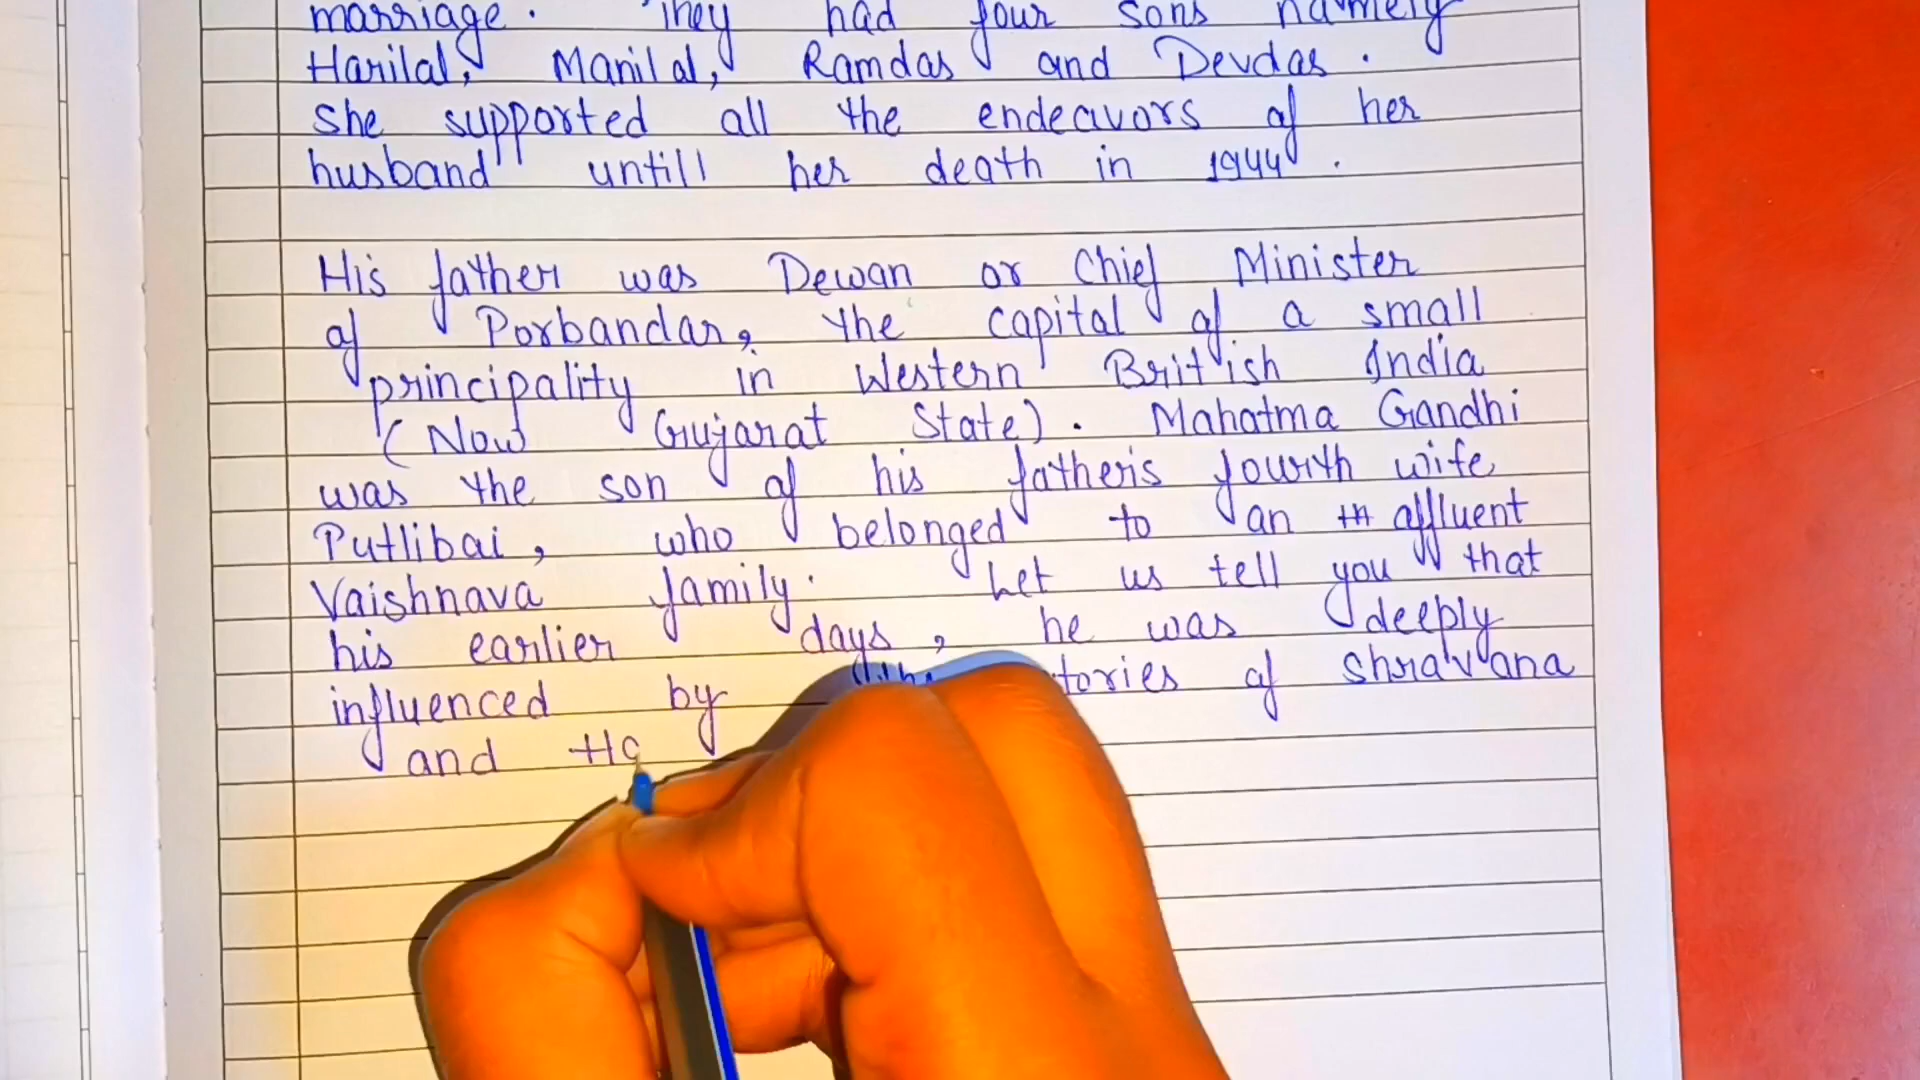 marriage. They had four sons namely
Harilal, Manilal, Ramdas and Devdas.
She supported all the endeavors of her
husband untill her death in 1944.
His father was Dewan or Chief Minister
of Porbandar, the capital of a small
principality in Western British India
(Now Gujarat State). Mahatma Gandhi
was the son of his father's fourth wife
Putlibai, who belonged to an affluent
Vaishnava family. Let us tell you that
his earlier days, he was deeply
influenced by of Shravana
and